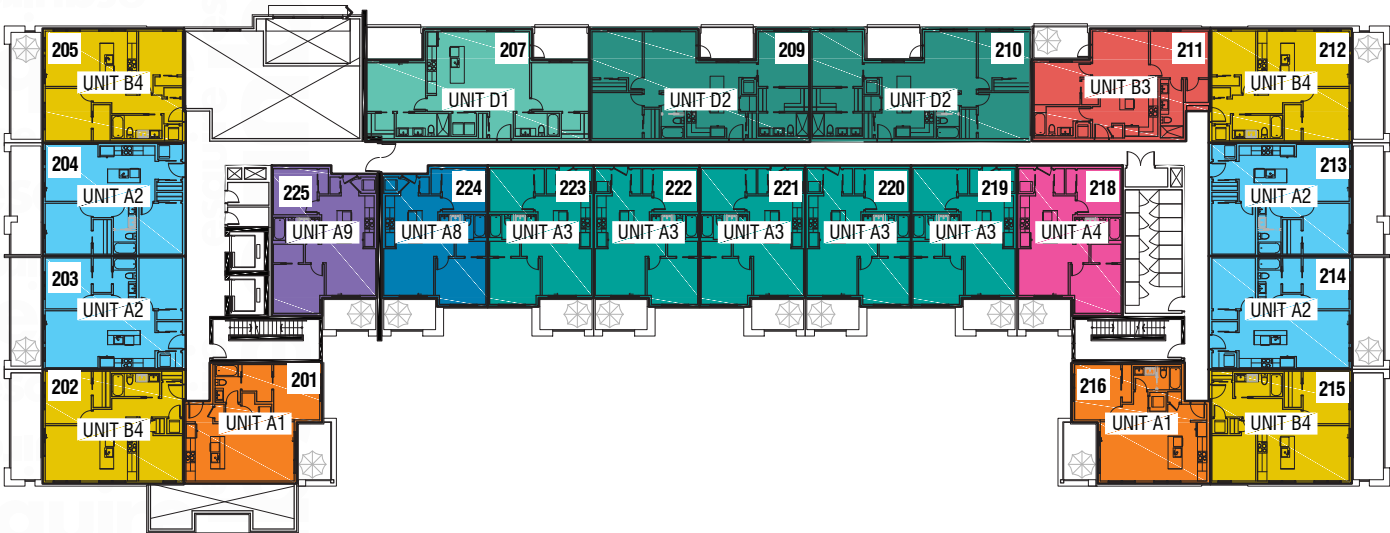 205
UNIT B4
207
UNIT D1
209
UNIT D2
210
UNIT D2
211
UNIT B3
212
UNIT B4
204
UNIT A2
225
UNIT A9
224
UNIT A8
223
UNIT A3
222
UNIT A3
221
UNIT A3
220
UNIT A3
219
UNIT A3
218
UNIT A4
213
UNIT A2
203
UNIT A2
214
UNIT A2
202
UNIT B4
201
UNIT A1
216
UNIT A1
215
UNIT B4